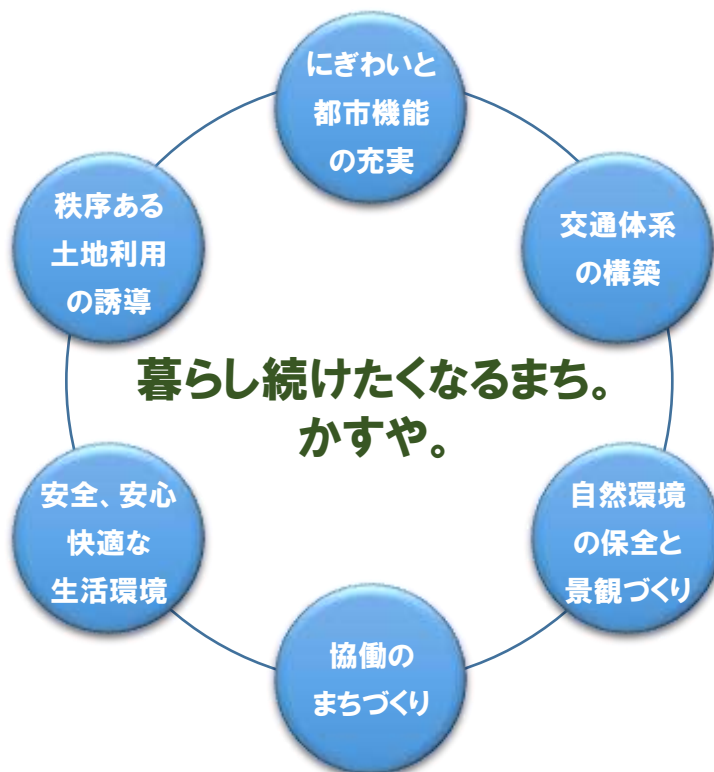 にぎわいと
都市機能
の充実
交通体系
の構築
自然環境
の保全と
景観づくり
協働の
まちづくり
安全、安心
快適な
生活環境
秩序ある
土地利用
の誘導
暮らし続けたくなるまち。
かすや。